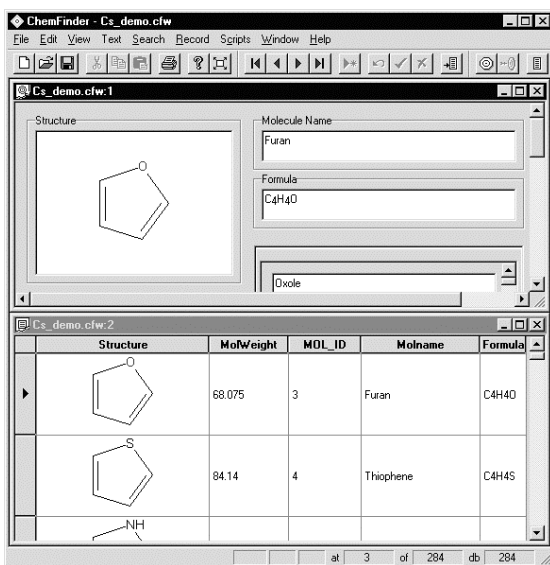 ChemFinder - Cs_demo.cfw
File Edit View Text Search Record Scripts Window Help
Cs_demo.cfw:1
Structure
O
Molecule Name
Furan
Formula
C4H4O
Oxole
Cs_demo.cfw:2
Structure MolWeight MOL_ID Molname Formula
O 68.075 3 Furan C4H4O
S 84.14 4 Thiophene C4H4S
NH
at 3 of 284 db 284